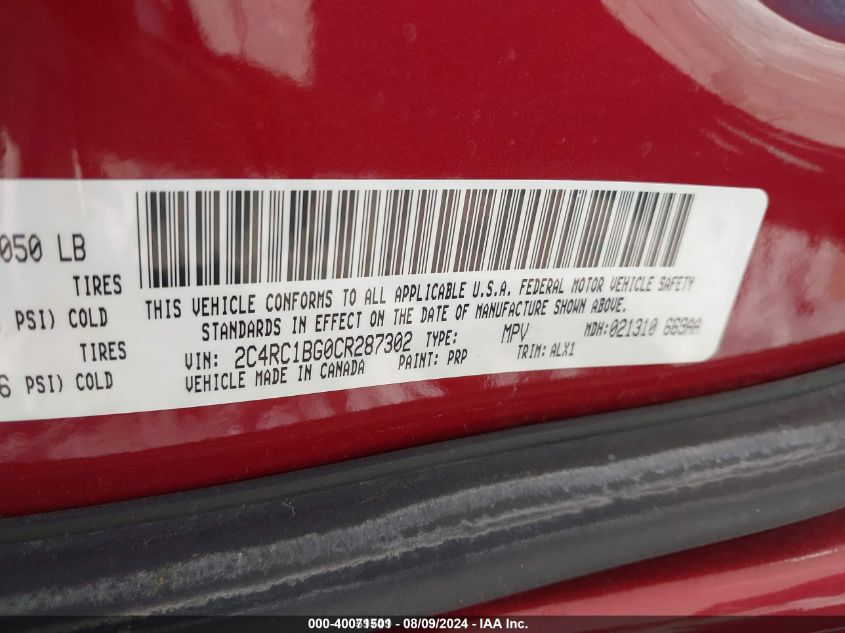 050 LB
TIRES
PSI) COLD
TIRES
6 PSI) COLD
THIS VEHICLE CONFORMS TO ALL APPLICABLE U.S.A. FEDERAL MOTOR VEHICLE SAFETY
STANDARDS IN EFFECT ON THE DATE OF MANUFACTURE SHOWN ABOVE.
VIN: 2C4RC1BG0CR287302 TYPE: MPV MDH:021310 669AA
VEHICLE MADE IN CANADA PAINT: PRP TRIM: ALX1
000-40071501 - 08/09/2024 - IAA Inc.